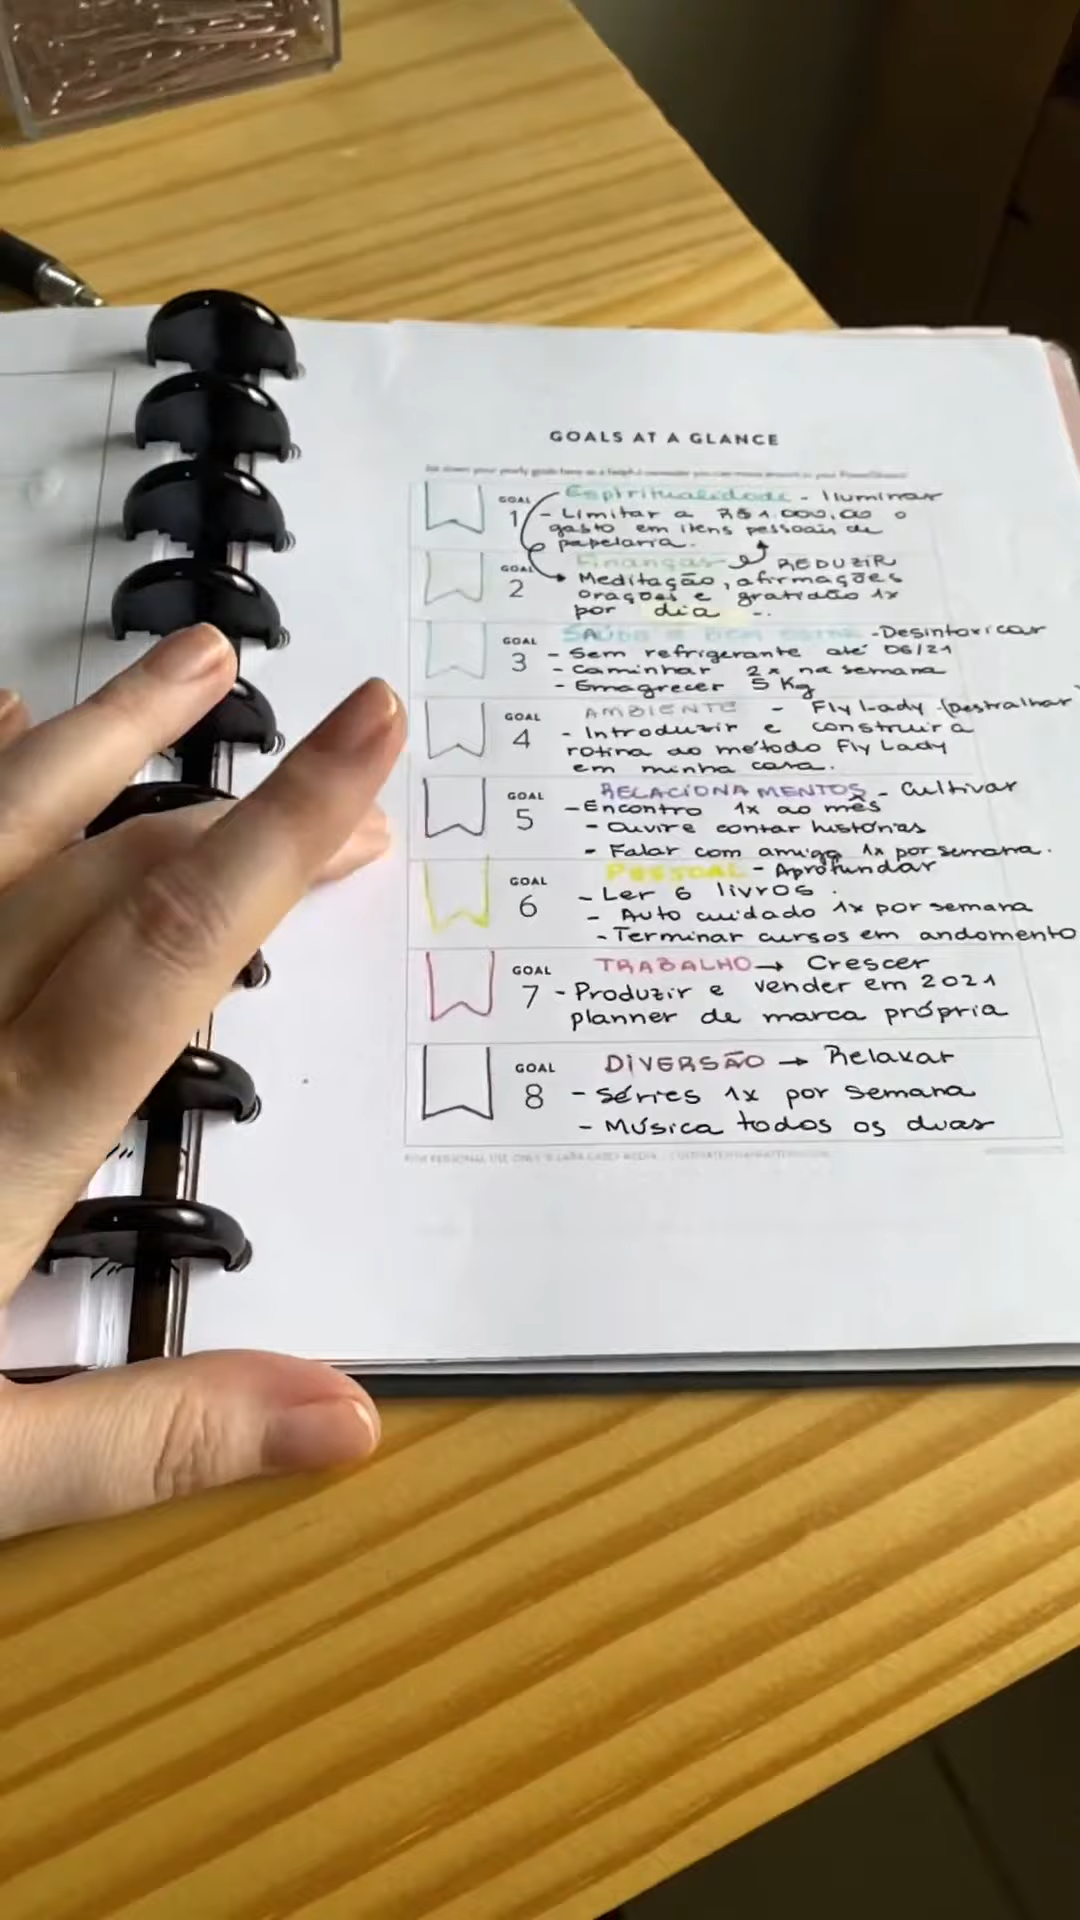 GOALS AT A GLANCE
GOAL 1 Espiritualidade - Iluminar
- Limitar a R$1.000,00 o
gasto em itens pessoais de
papelaria.
GOAL 2 Finanças REDUZIR
Meditação, afirmações
orações e gratidão 1x
por dia
GOAL 3 SAÚDE E BEM ESTAR - Desintoxicar
- Sem refrigerante até 06/21
- Caminhar 2x na semana
- Emagrecer 5 Kg
GOAL 4 AMBIENTE - Fly Lady (Destralhar
- Introduzir e construir a
rotina do método Fly Lady
em minha casa.
GOAL 5 RELACIONAMENTOS - Cultivar
- Encontro 1x ao mês
- Ouvir e contar histórias
- Falar com amiga 1x por semana.
GOAL 6 PESSOAL - Aprofundar
- Ler 6 livros.
- Auto cuidado 1x por semana
- Terminar cursos em andamento
GOAL 7 TRABALHO → Crescer
- Produzir e vender em 2021
planner de marca própria
GOAL 8 DIVERSÃO → Relaxar
- Séries 1x por semana
- Música todos os dias